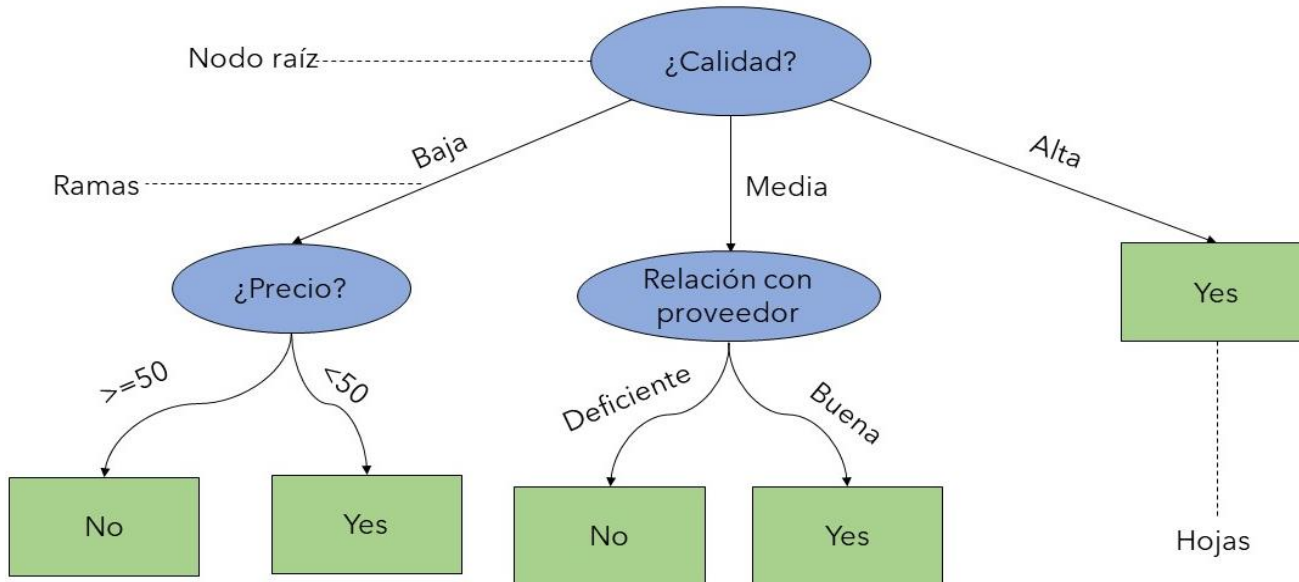 ¿Calidad?
Nodo raíz
Baja
Alta
Ramas
Media
¿Precio?
Relación con
proveedor
Yes
>=50
<50
Deficiente
Buena
No
Yes
No
Yes
Hojas